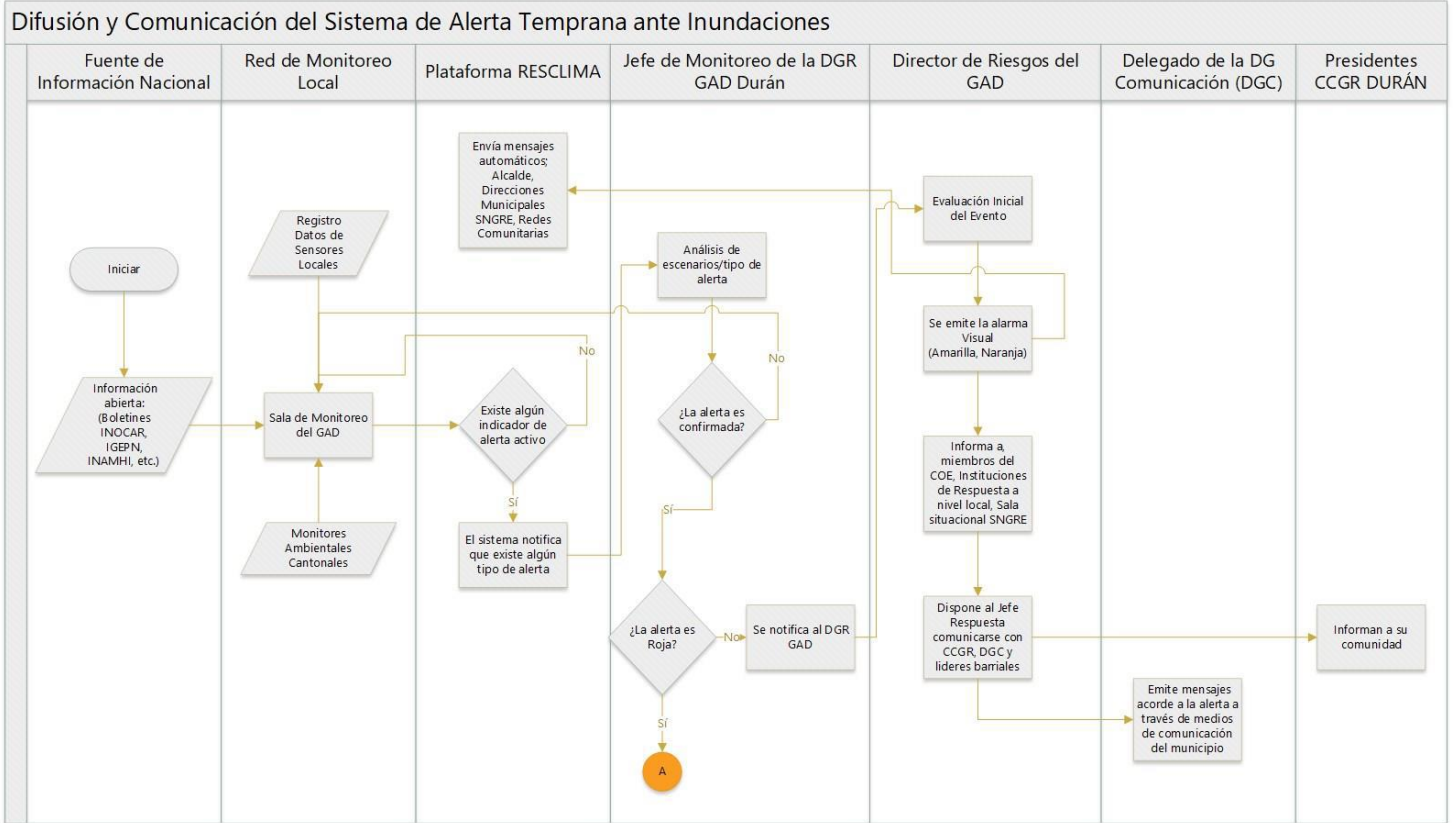 Difusión y Comunicación del Sistema de Alerta Temprana ante Inundaciones
Fuente de
Información Nacional
Red de Monitoreo
Local
Plataforma RESCLIMA
Jefe de Monitoreo de la DGR
GAD Durán
Director de Riesgos del
GAD
Delegado de la DG
Comunicación (DGC)
Presidentes
CCGR DURÁN
Iniciar
Información
abierta:
(Boletines
INOCAR,
IGEPN,
INAMHI, etc.)
Registro
Datos de
Sensores
Locales
Sala de Monitoreo
del GAD
Monitores
Ambientales
Cantonales
Envía mensajes
automáticos;
Alcalde,
Direcciones
Municipales
SNGRE, Redes
Comunitarias
Existe algún
indicador de
alerta activo
No
Sí
El sistema notifica
que existe algún
tipo de alerta
Análisis de
escenarios/tipo de
alerta
¿La alerta es
confirmada?
No
Sí
¿La alerta es
Roja?
No
Se notifica al DGR
GAD
Sí
A
Evaluación Inicial
del Evento
Se emite la alarma
Visual
(Amarilla, Naranja)
Informa a,
miembros del
COE, Instituciones
de Respuesta a
nivel local, Sala
situacional SNGRE
Dispone al Jefe
Respuesta
comunicarse con
CCGR, DGC y
lideres barriales
Emite mensajes
acorde a la alerta a
través de medios
de comunicación
del municipio
Informan a su
comunidad